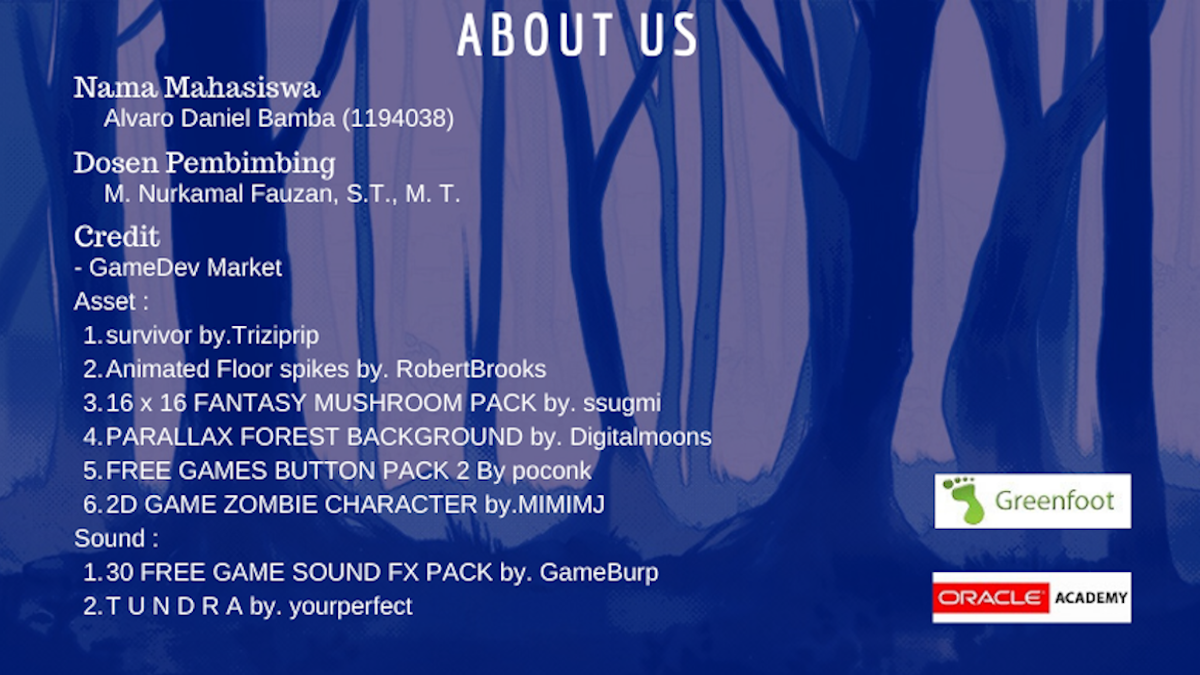 ABOUT US
Nama Mahasiswa
Alvaro Daniel Bamba (1194038)
Dosen Pembimbing
M. Nurkamal Fauzan, S.T., M. T.
Credit
- GameDev Market
Asset :
1. survivor by.Triziprip
2. Animated Floor spikes by. RobertBrooks
3. 16 x 16 FANTASY MUSHROOM PACK by. ssugmi
4. PARALLAX FOREST BACKGROUND by. Digitalmoons
5. FREE GAMES BUTTON PACK 2 By poconk
6. 2D GAME ZOMBIE CHARACTER by.MIMIMJ
Sound :
1. 30 FREE GAME SOUND FX PACK by. GameBurp
2. T U N D R A by. yourperfect
Greenfoot
ORACLE ACADEMY